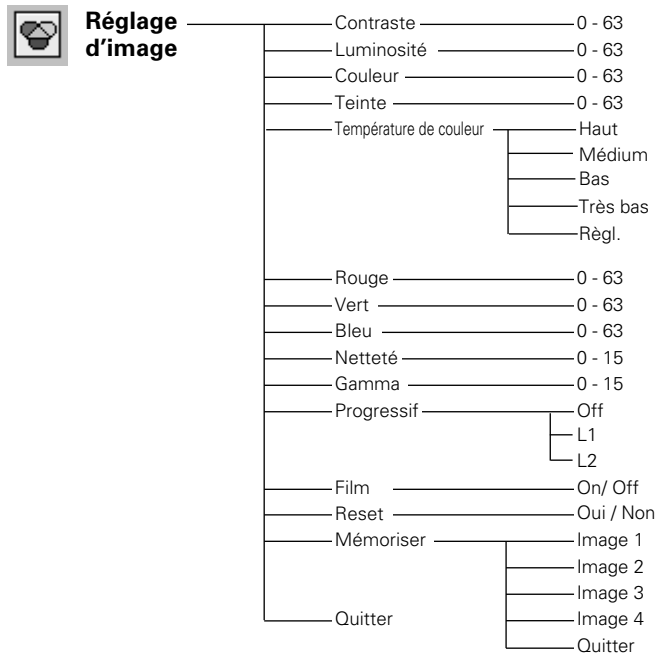 Réglage
d'image
Contraste 0 - 63
Luminosité 0 - 63
Couleur 0 - 63
Teinte 0 - 63
Température de couleur Haut
Médium
Bas
Très bas
Règl.
Rouge 0 - 63
Vert 0 - 63
Bleu 0 - 63
Netteté 0 - 15
Gamma 0 - 15
Progressif Off
L1
L2
Film On/ Off
Reset Oui / Non
Mémoriser Image 1
Image 2
Image 3
Quitter Image 4
Quitter